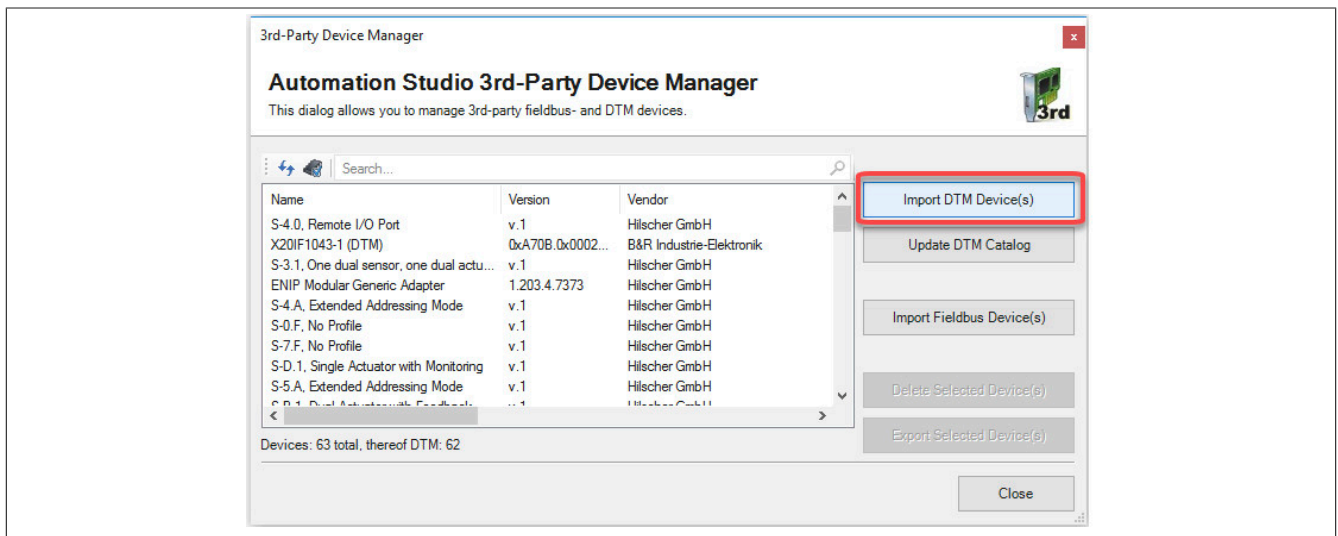 3rd-Party Device Manager
x
Automation Studio 3rd-Party Device Manager
This dialog allows you to manage 3rd-party fieldbus- and DTM devices.
3rd
Search...
Name Version Vendor
S-4.0, Remote I/O Port v.1 Hilscher GmbH
X20IF1043-1 (DTM) 0xA70B.0x0002... B&R Industrie-Elektronik
S-3.1, One dual sensor, one dual actu... v.1 Hilscher GmbH
ENIP Modular Generic Adapter 1.203.4.7373 Hilscher GmbH
S-4.A, Extended Addressing Mode v.1 Hilscher GmbH
S-0.F, No Profile v.1 Hilscher GmbH
S-7.F, No Profile v.1 Hilscher GmbH
S-D.1, Single Actuator with Monitoring v.1 Hilscher GmbH
S-5.A, Extended Addressing Mode v.1 Hilscher GmbH
Import DTM Device(s)
Update DTM Catalog
Import Fieldbus Device(s)
Delete Selected Device(s)
Export Selected Device(s)
Devices: 63 total, thereof DTM: 62
Close